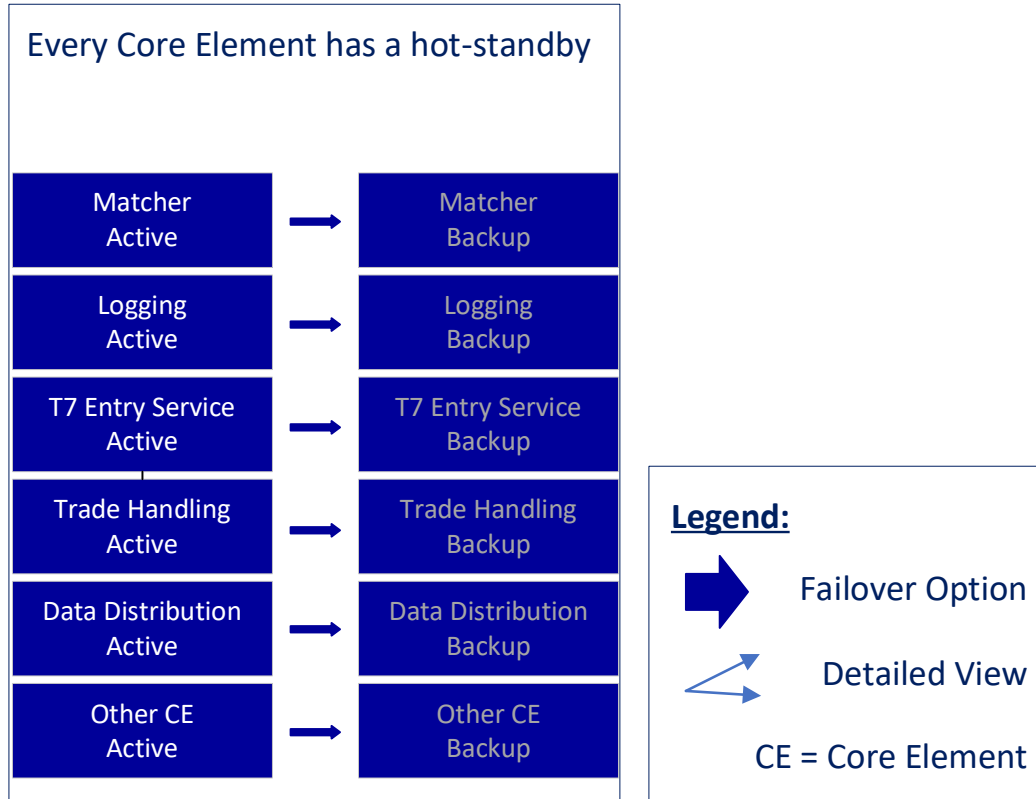 Every Core Element has a hot-standby
Matcher
Active
Matcher
Backup
Logging
Active
Logging
Backup
T7 Entry Service
Active
T7 Entry Service
Backup
Trade Handling
Active
Trade Handling
Backup
Data Distribution
Active
Data Distribution
Backup
Other CE
Active
Other CE
Backup
Legend:
Failover Option
Detailed View
CE = Core Element